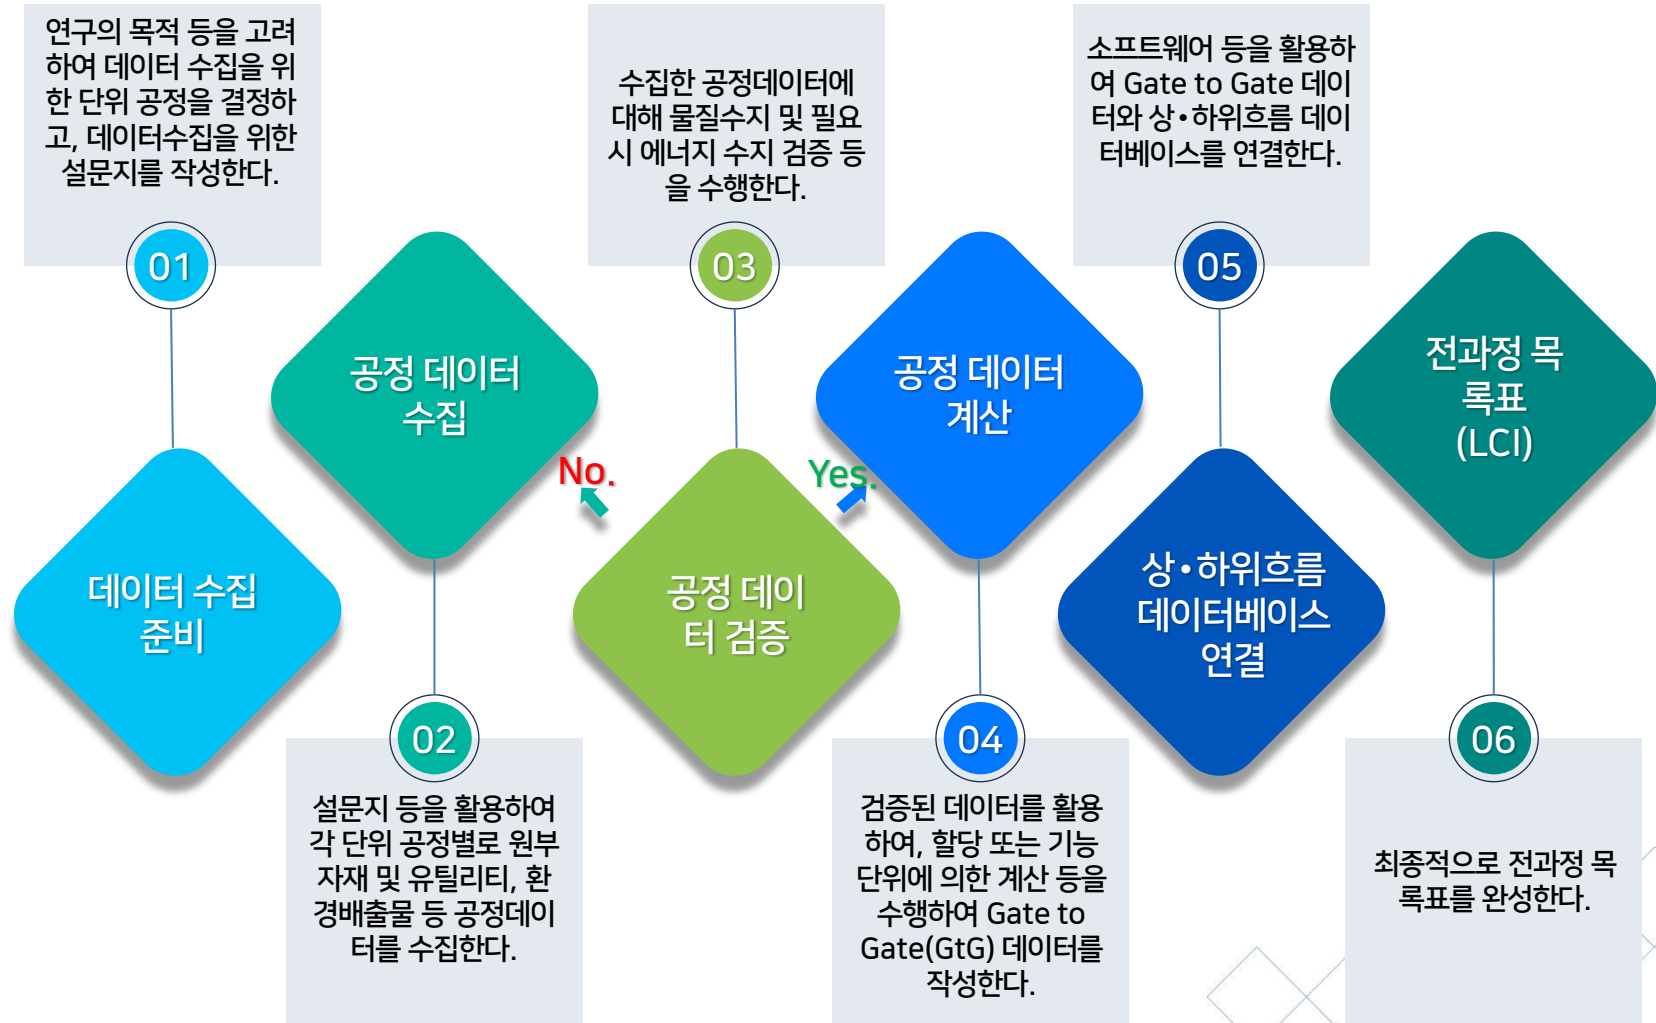 연구의 목적 등을 고려
하여 데이터 수집을 위
한 단위 공정을 결정하
고, 데이터수집을 위한
설문지를 작성한다.
01
데이터 수집
준비
공정 데이터
수집
02
설문지 등을 활용하여
각 단위 공정별로 원부
자재 및 유틸리티, 환
경배출물 등 공정데이
터를 수집한다.
수집한 공정데이터에
대해 물질수지 및 필요
시 에너지 수지 검증 등
을 수행한다.
03
No.
Yes.
공정 데이
터 검증
공정 데이터
계산
04
검증된 데이터를 활용
하여, 할당 또는 기능
단위에 의한 계산 등을
수행하여 Gate to
Gate(GtG) 데이터를
작성한다.
소프트웨어 등을 활용하
여 Gate to Gate 데이
터와 상•하위흐름 데이
터베이스를 연결한다.
05
상•하위흐름
데이터베이스
연결
전과정 목
록표
(LCI)
06
최종적으로 전과정 목
록표를 완성한다.